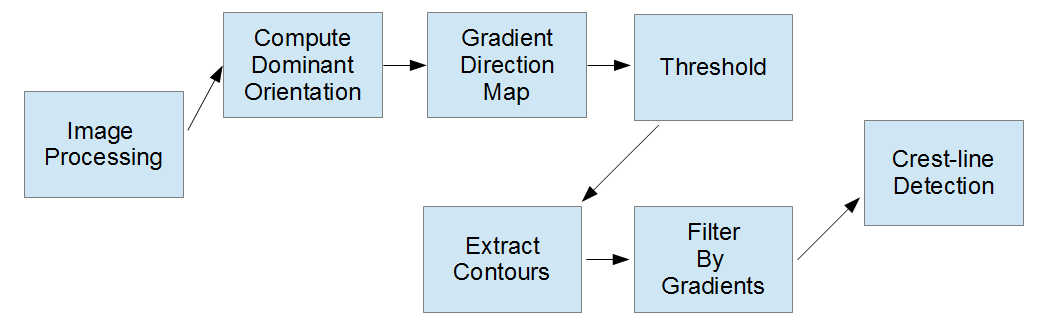 Image
Processing
Compute
Dominant
Orientation
Gradient
Direction
Map
Threshold
Extract
Contours
Filter
By
Gradients
Crest-line
Detection